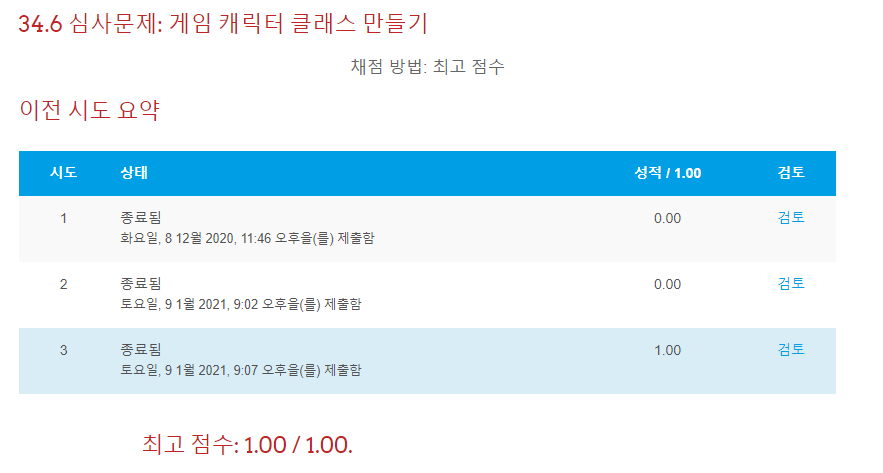 34.6 심사문제: 게임 캐릭터 클래스 만들기
채점 방법: 최고 점수
이전 시도 요약
시도 상태 성적 / 1.00 검토
1 종료됨 0.00 검토
화요일, 8 12월 2020, 11:46 오후을(를) 제출함
2 종료됨 0.00 검토
토요일, 9 1월 2021, 9:02 오후을(를) 제출함
3 종료됨 1.00 검토
토요일, 9 1월 2021, 9:07 오후을(를) 제출함
최고 점수: 1.00 / 1.00.